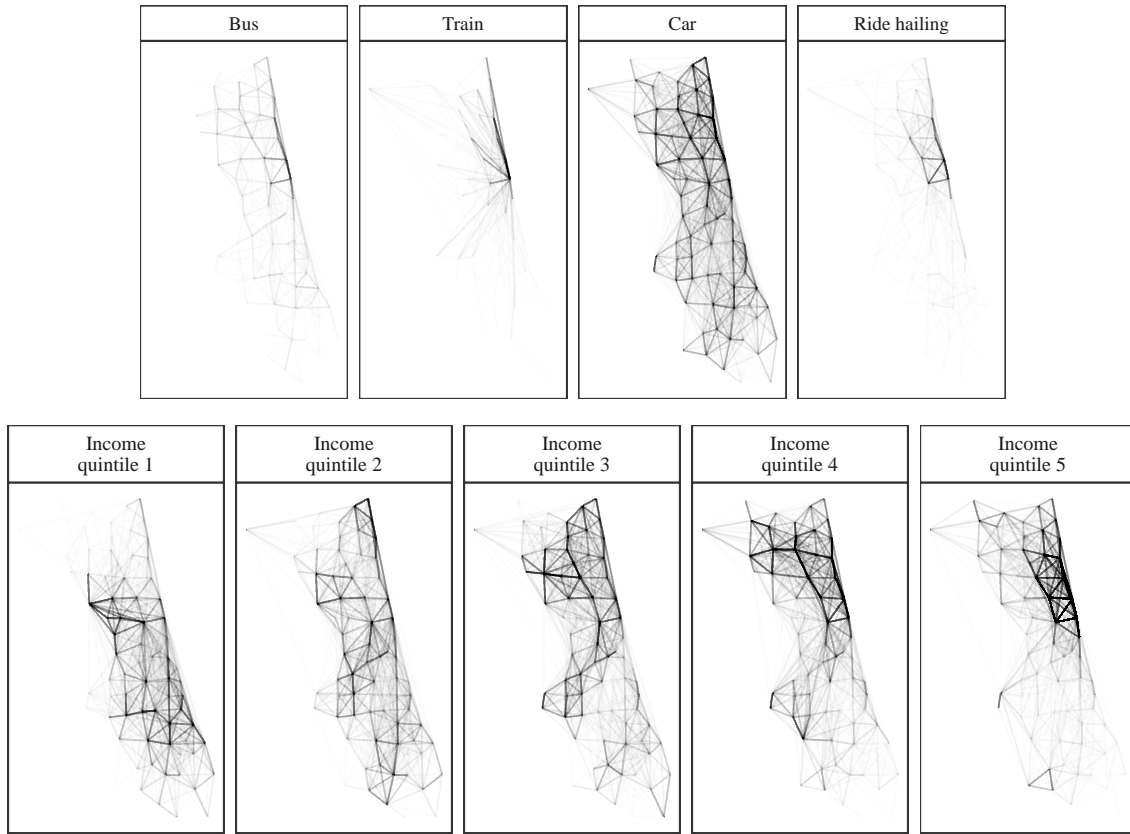 Bus
Train
Car
Ride hailing
Income
quintile 1
Income
quintile 2
Income
quintile 3
Income
quintile 4
Income
quintile 5